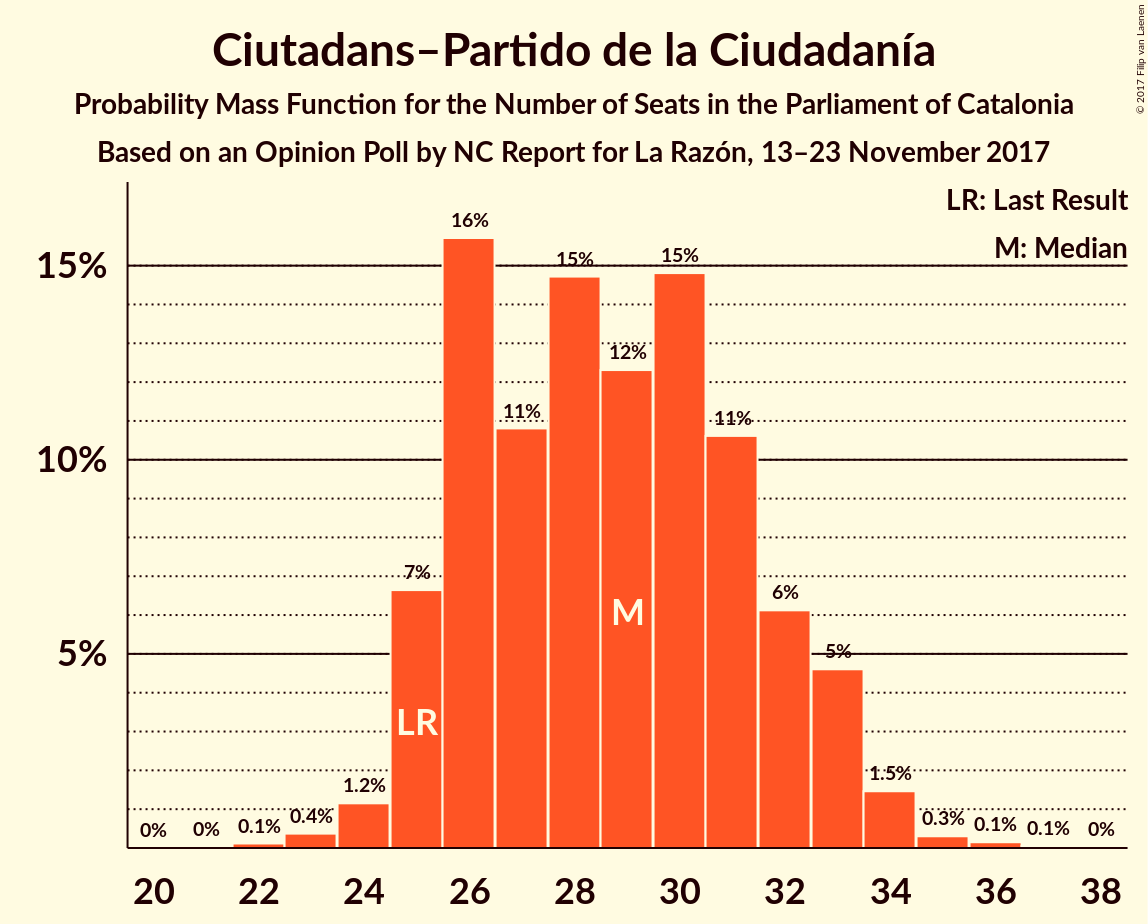 Ciutadans–Partido de la Ciudadanía
Probability Mass Function for the Number of Seats in the Parliament of Catalonia
Based on an Opinion Poll by NC Report for La Razón, 13–23 November 2017
© 2017 Filip van Laenen
LR: Last Result
M: Median
15%
10%
5%
0%
0%
0.1%
0.4%
1.2%
7%
16%
11%
15%
12%
15%
11%
6%
5%
1.5%
0.3%
0.1%
0.1%
0%
LR
M
20 22 24 26 28 30 32 34 36 38